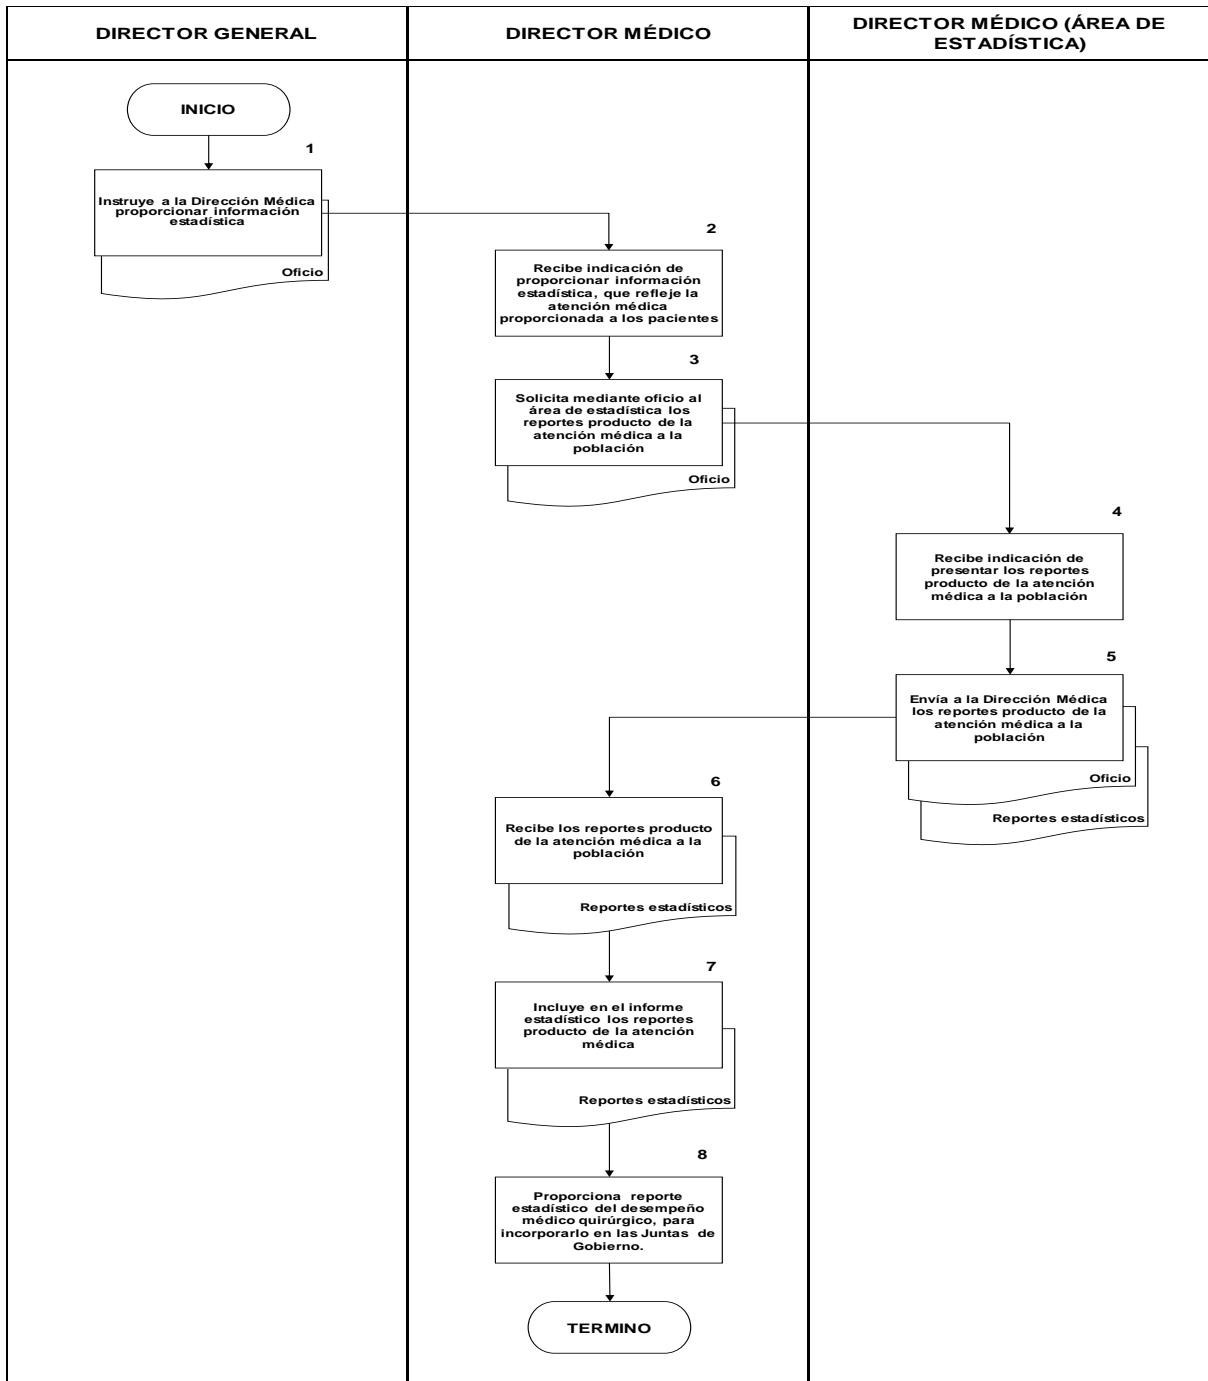 DIRECTOR GENERAL
DIRECTOR MÉDICO
DIRECTOR MÉDICO (ÁREA DE
ESTADÍSTICA)
INICIO
1
Instruye a la Dirección Médica
proporcionar información
estadística
Oficio
2
Recibe indicación de
proporcionar información
estadística, que refleje la
atención médica
proporcionada a los pacientes
3
Solicita mediante oficio al
área de estadística los
reportes producto de la
atención médica a la
población
Oficio
4
Recibe indicación de
presentar los reportes
producto de la atención
médica a la población
5
Envía a la Dirección Médica
los reportes producto de la
atención médica a la
población
Oficio
Reportes estadísticos
6
Recibe los reportes producto
de la atención médica a la
población
Reportes estadísticos
7
Incluye en el informe
estadístico los reportes
producto de la atención
médica
Reportes estadísticos
8
Proporciona reporte
estadístico del desempeño
médico quirúrgico, para
incorporarlo en las Juntas de
Gobierno.
TERMINO